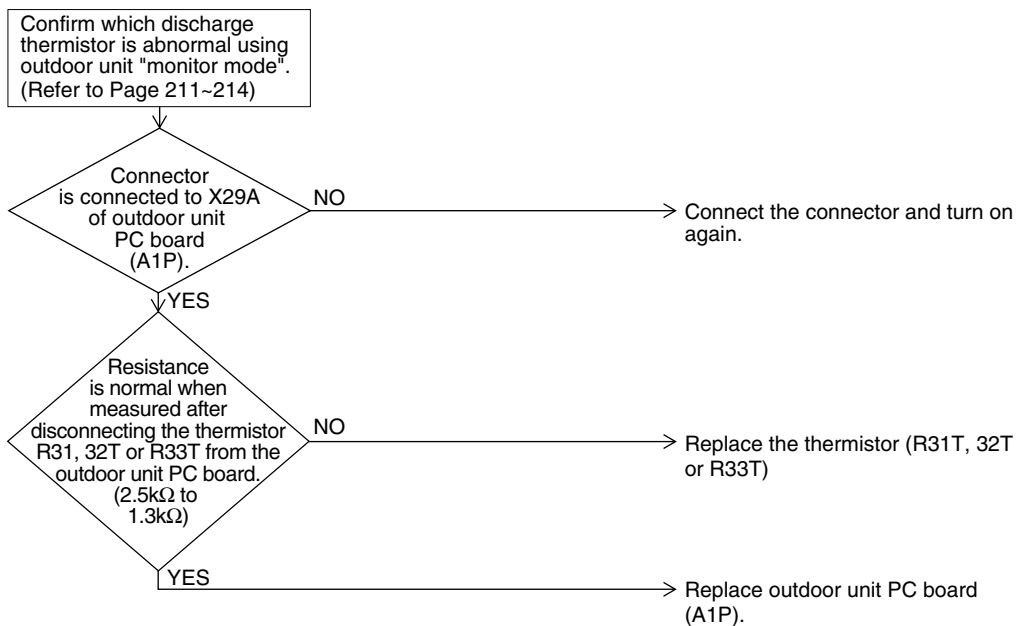 Confirm which discharge
thermistor is abnormal using
outdoor unit "monitor mode".
(Refer to Page 211~214)
Connector
is connected to X29A
of outdoor unit
PC board
(A1P).
NO
Connect the connector and turn on
again.
YES
Resistance
is normal when
measured after
disconnecting the thermistor
R31, 32T or R33T from the
outdoor unit PC board.
(2.5kΩ to
1.3kΩ)
NO
Replace the thermistor (R31T, 32T
or R33T)
YES
Replace outdoor unit PC board
(A1P).